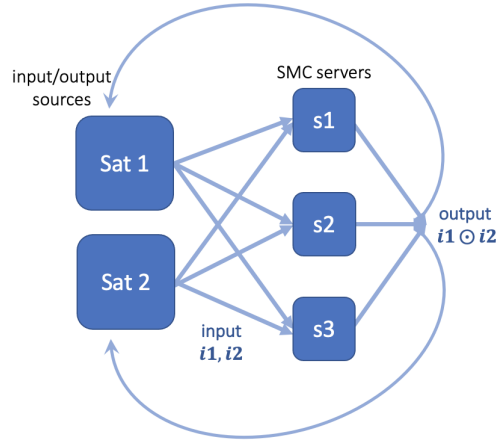 input/output
sources
SMC servers
Sat 1
s1
s2
output
i1 ⊙ i2
Sat 2
input
i1, i2
s3